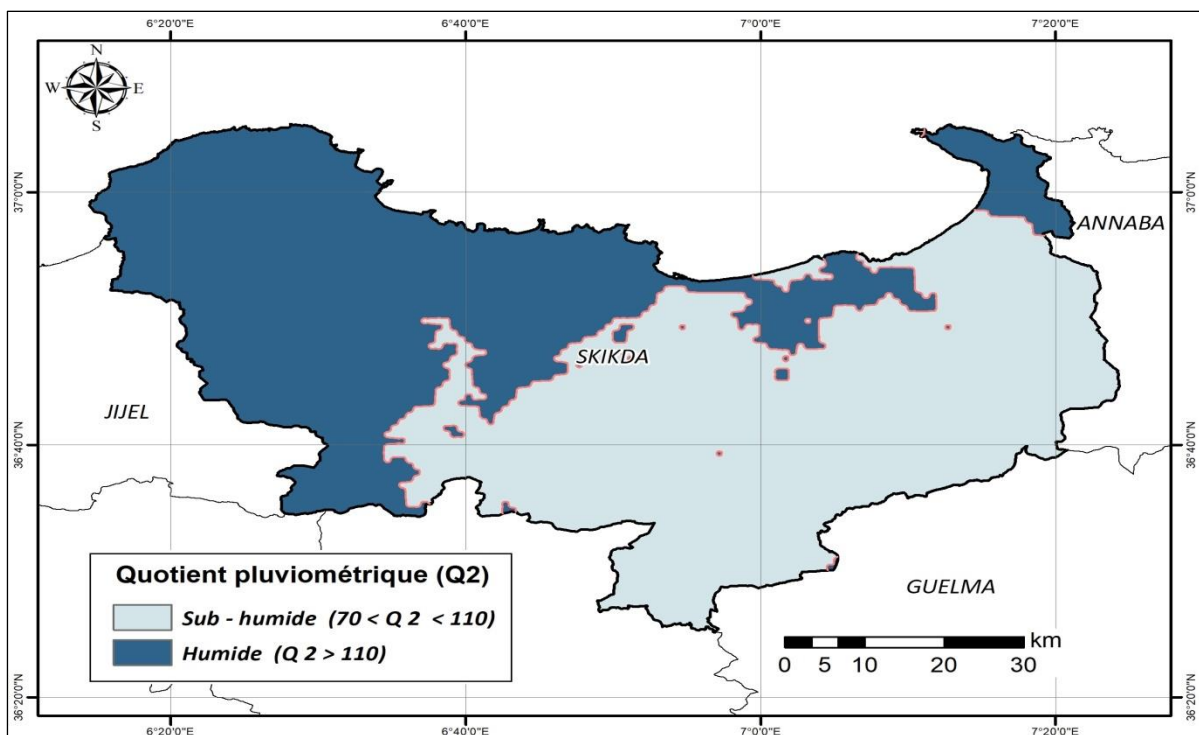 6°20'0"E 6°40'0"E 7°0'0"E 7°20'0"E
N
W E
S
37°0'0"N 37°0'0"N
ANNABA
SKIKDA
JIJEL
36°40'0"N 36°40'0"N
GUELMA
Quotient pluviométrique (Q2)
Sub - humide (70 < Q 2 < 110)
Humide (Q 2 > 110)
km
0 5 10 20 30
36°20'0"N 36°20'0"N
6°20'0"E 6°40'0"E 7°0'0"E 7°20'0"E